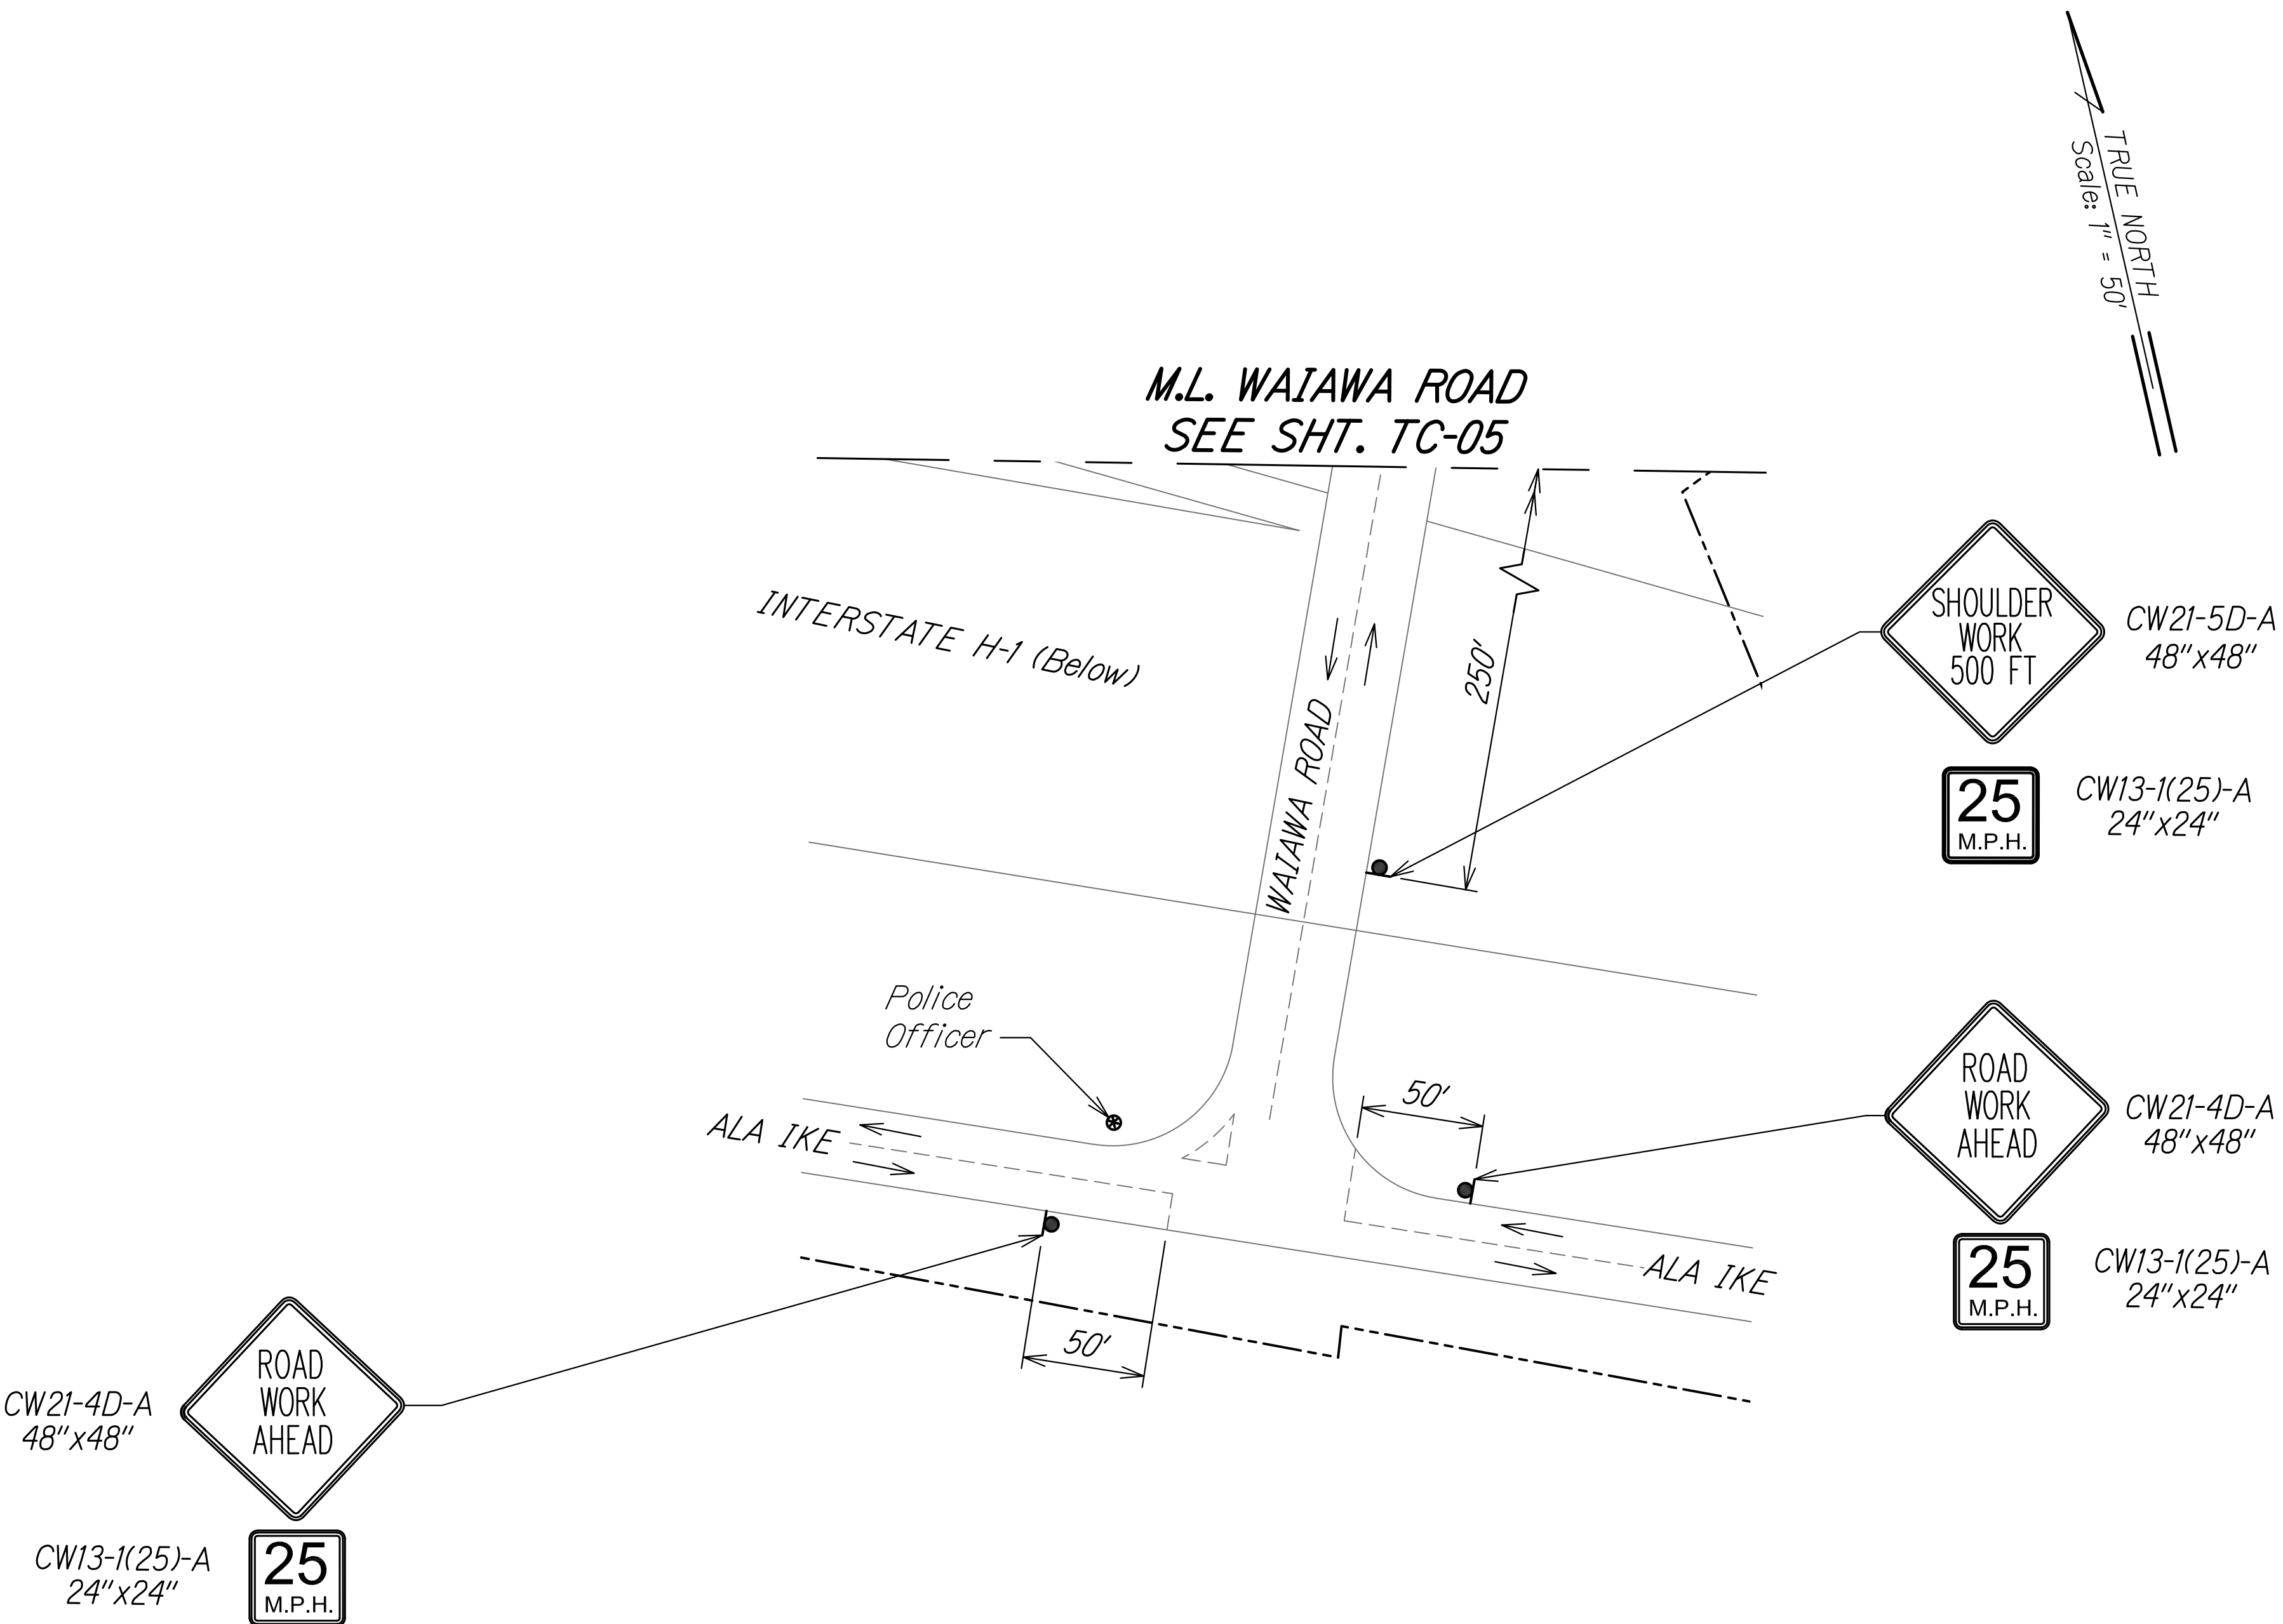 TRUE NORTH
Scale: 1" = 50'
M.L. WAIAWA ROAD
SEE SHT. TC-05
INTERSTATE H-1 (Below)
WAIAWA ROAD
250'
SHOULDER
WORK
500 FT
CW21-5D-A
48"x48"
25
M.P.H.
CW13-1(25)-A
24"x24"
Police
Officer
ALA IKE
50'
ROAD
WORK
AHEAD
CW21-4D-A
48"x48"
25
M.P.H.
CW13-1(25)-A
24"x24"
ALA IKE
50'
ROAD
WORK
AHEAD
CW21-4D-A
48"x48"
25
M.P.H.
CW13-1(25)-A
24"x24"